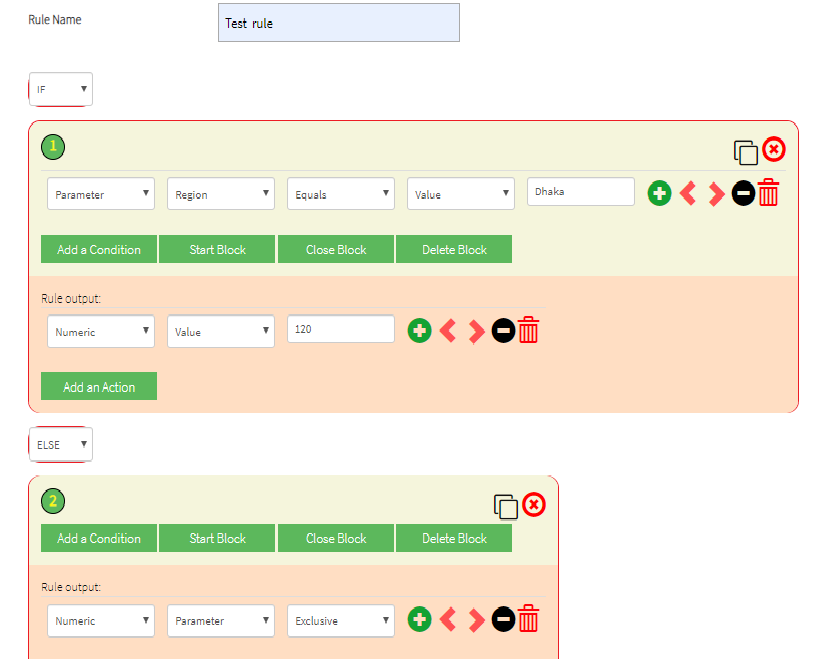 Rule Name Test rule
IF
1
Parameter Region Equals Value Dhaka
Add a Condition Start Block Close Block Delete Block
Rule output:
Numeric Value 120
Add an Action
ELSE
2
Add a Condition Start Block Close Block Delete Block
Rule output:
Numeric Parameter Exclusive